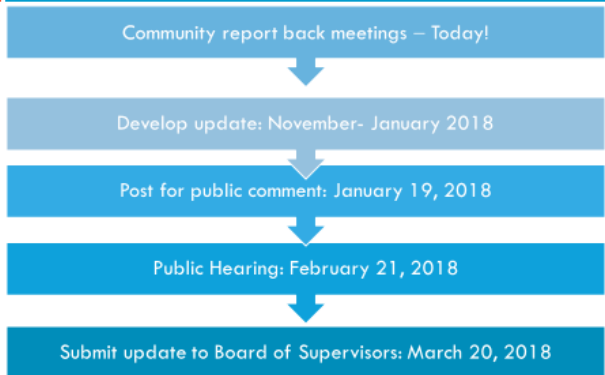 Community report back meetings – Today!
Develop update: November- January 2018
Post for public comment: January 19, 2018
Public Hearing: February 21, 2018
Submit update to Board of Supervisors: March 20, 2018